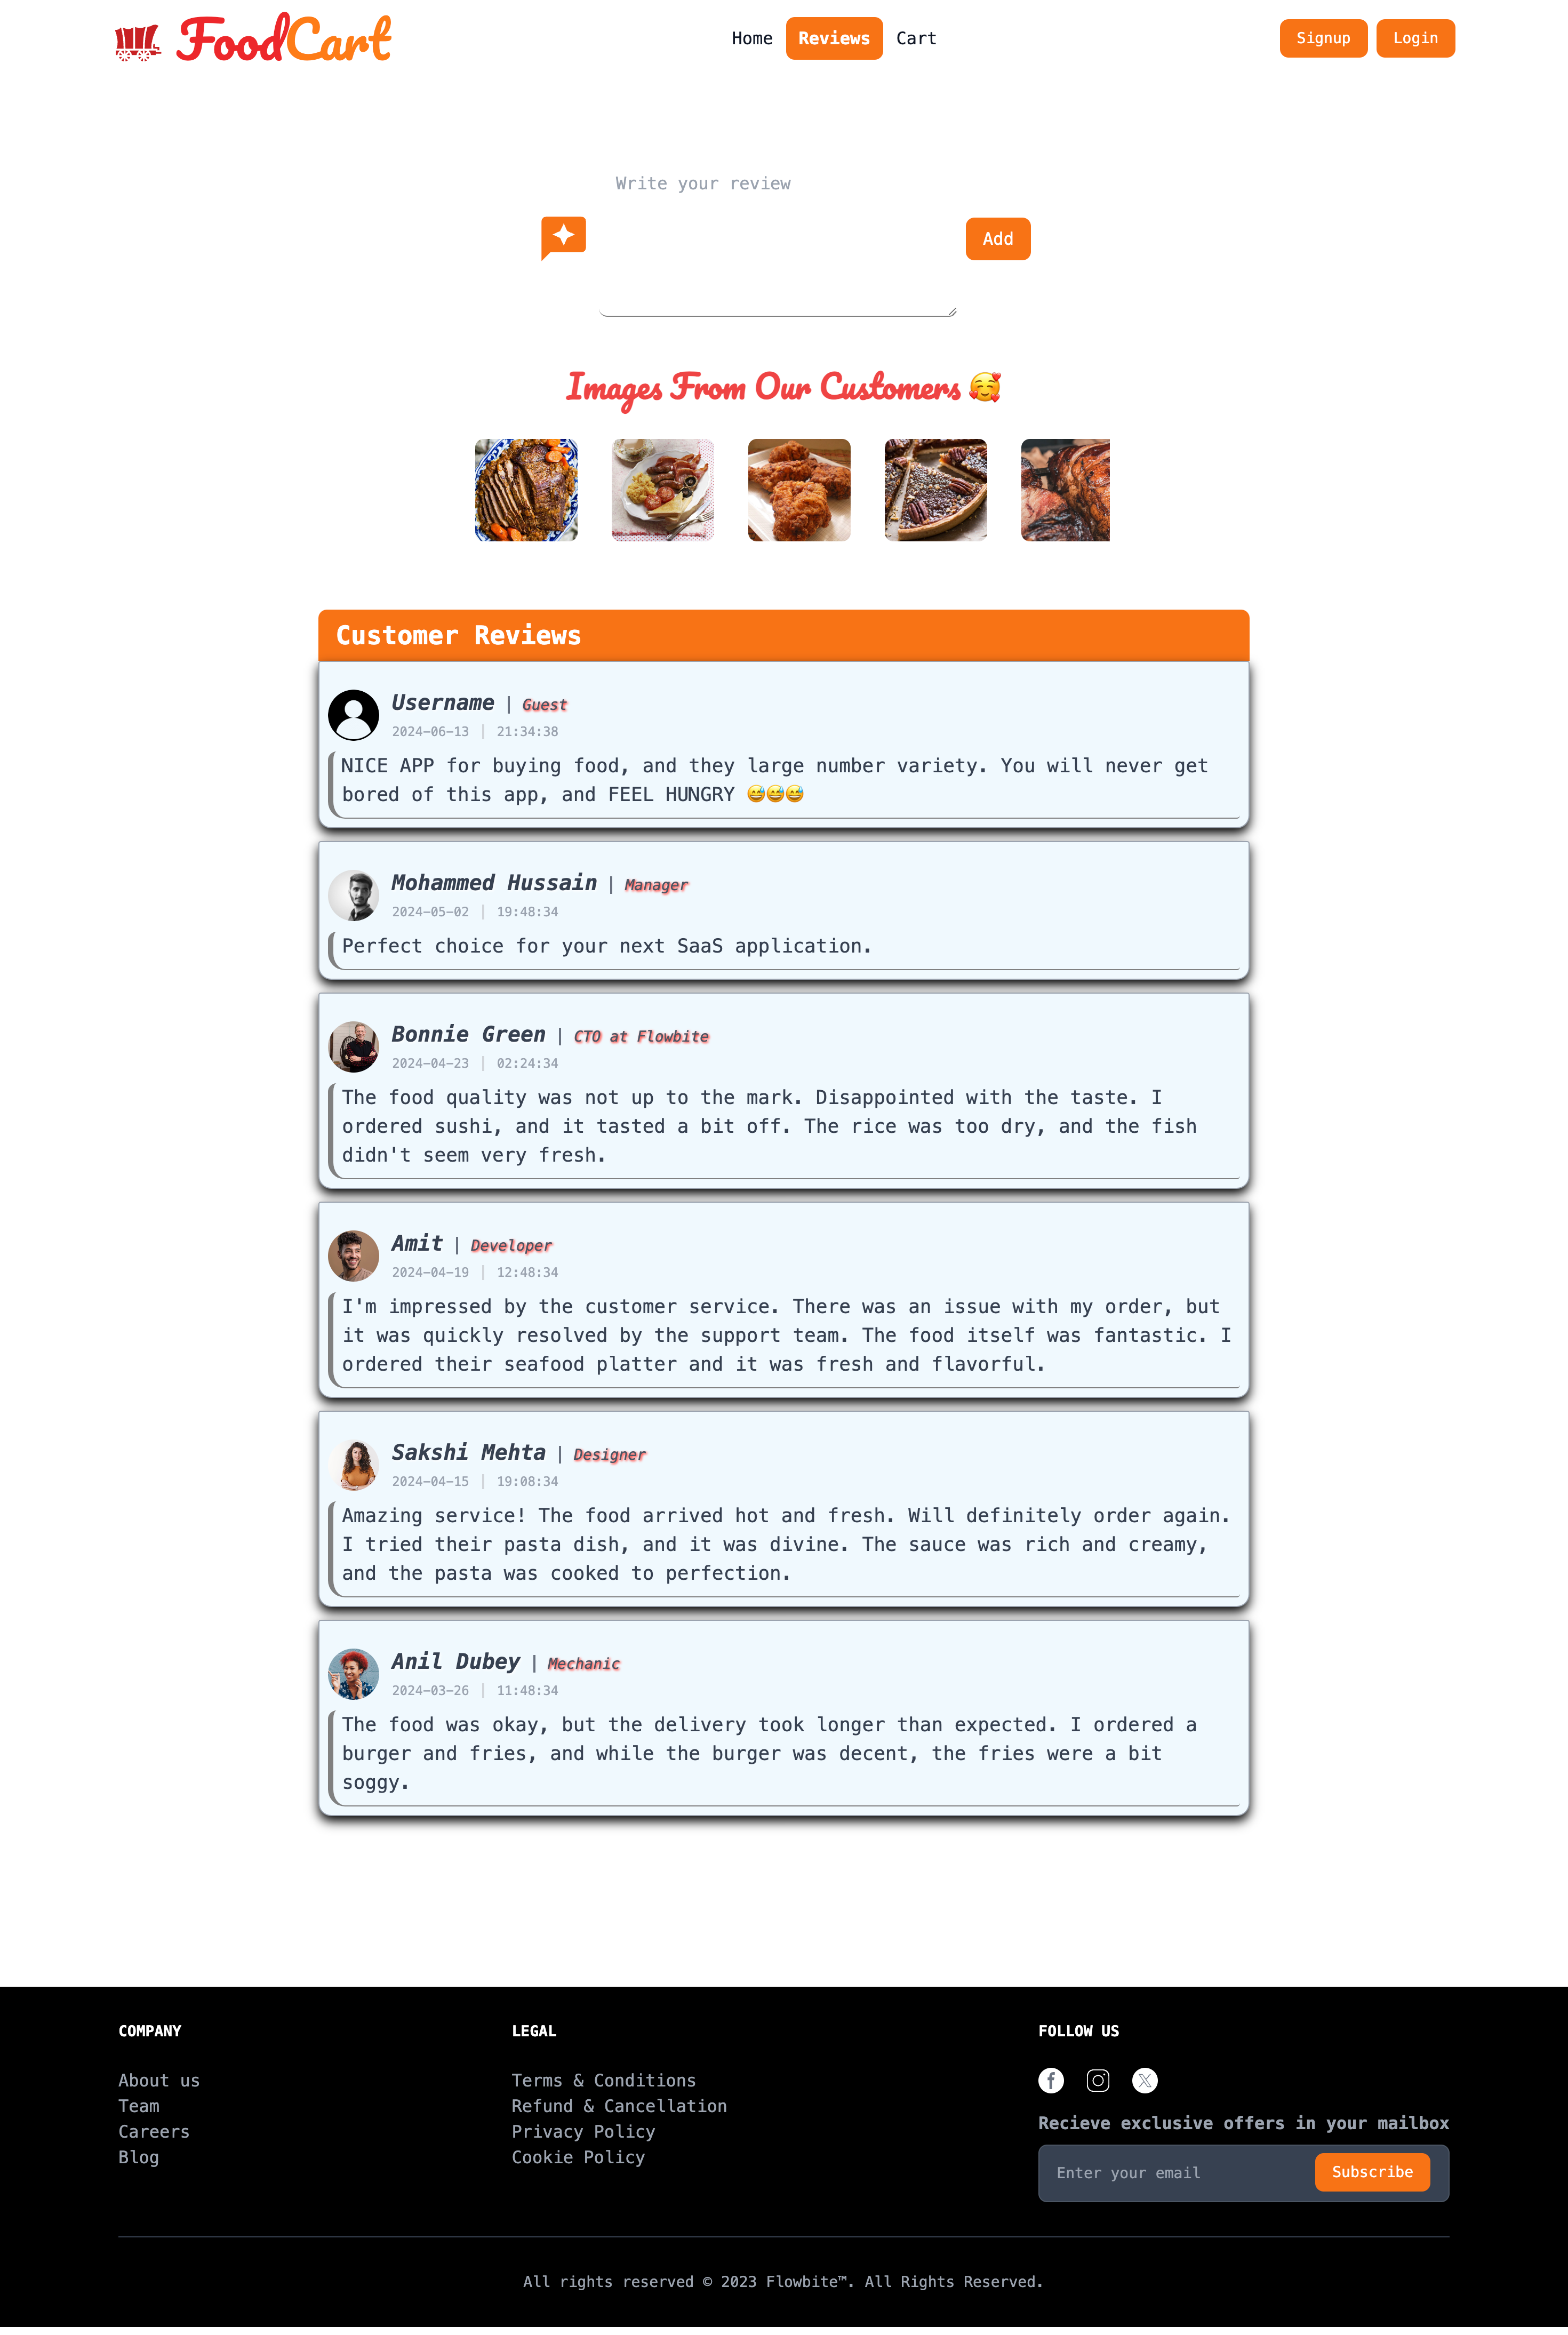 FoodCart
Home Reviews Cart
Signup Login
Write your review
Add
Images From Our Customers 🥰
Customer Reviews
Username | Guest
2024-06-13 | 21:34:38
NICE APP for buying food, and they large number variety. You will never get
bored of this app, and FEEL HUNGRY 😅😅😅
Mohammed Hussain | Manager
2024-05-02 | 19:48:34
Perfect choice for your next SaaS application.
Bonnie Green | CTO at Flowbite
2024-04-23 | 02:24:34
The food quality was not up to the mark. Disappointed with the taste. I
ordered sushi, and it tasted a bit off. The rice was too dry, and the fish
didn't seem very fresh.
Amit | Developer
2024-04-19 | 12:48:34
I'm impressed by the customer service. There was an issue with my order, but
it was quickly resolved by the support team. The food itself was fantastic. I
ordered their seafood platter and it was fresh and flavorful.
Sakshi Mehta | Designer
2024-04-15 | 19:08:34
Amazing service! The food arrived hot and fresh. Will definitely order again.
I tried their pasta dish, and it was divine. The sauce was rich and creamy,
and the pasta was cooked to perfection.
Anil Dubey | Mechanic
2024-03-26 | 11:48:34
The food was okay, but the delivery took longer than expected. I ordered a
burger and fries, and while the burger was decent, the fries were a bit
soggy.
COMPANY
About us
Team
Careers
Blog
LEGAL
Terms & Conditions
Refund & Cancellation
Privacy Policy
Cookie Policy
FOLLOW US
Recieve exclusive offers in your mailbox
Enter your email
Subscribe
All rights reserved © 2023 Flowbite™. All Rights Reserved.